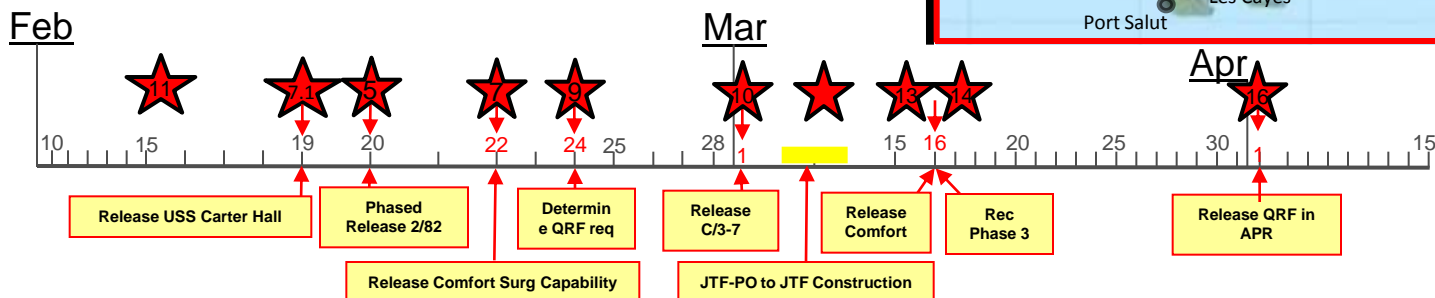 Les Cayes
Port Salut
Feb
Mar
Apr
11
7.1
5
7
9
10
13
14
16
10
15
19
20
22
24
25
28
1
15
16
20
25
30
1
15
Release USS Carter Hall
Phased
Release 2/82
Release Comfort Surg Capability
Determin
e QRF req
Release
C/3-7
JTF-PO to JTF Construction
Release
Comfort
Rec
Phase 3
Release QRF in
APR